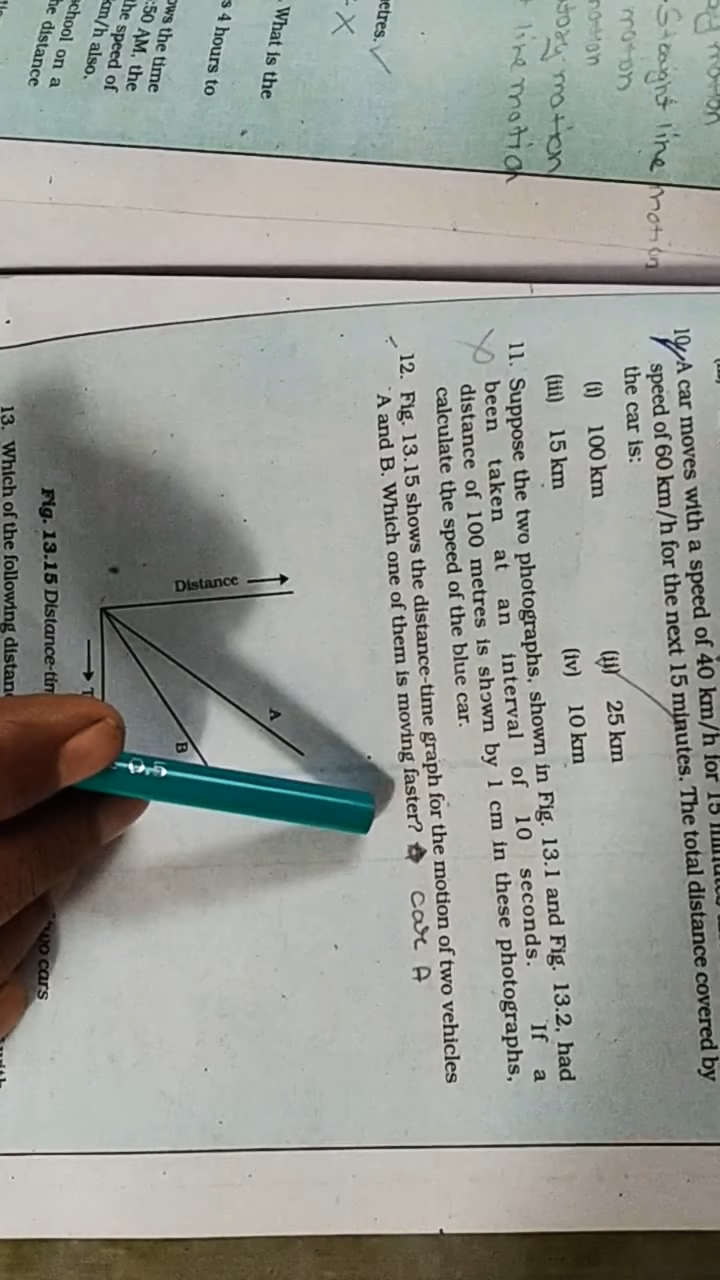 Straight line motion
motion
motion
motion
line motion
etres.
What is the
s 4 hours to
ows the time
:50 AM, the
the speed of
km/h also.
school on a
he distance
10. A car moves with a speed of 40 km/h for 15
speed of 60 km/h for the next 15 minutes. The total distance covered by
the car is:
(i) 100 km (ii) 25 km
(iii) 15 km (iv) 10 km
11. Suppose the two photographs, shown in Fig. 13.1 and Fig. 13.2, had
been taken at an interval of 10 seconds. If a
distance of 100 metres is shown by 1 cm in these photographs,
calculate the speed of the blue car.
12. Fig. 13.15 shows the distance-time graph for the motion of two vehicles
A and B. Which one of them is moving faster? car A
Distance
A
B
Fig. 13.15 Distance-tim
two cars
13. Which of the following distan